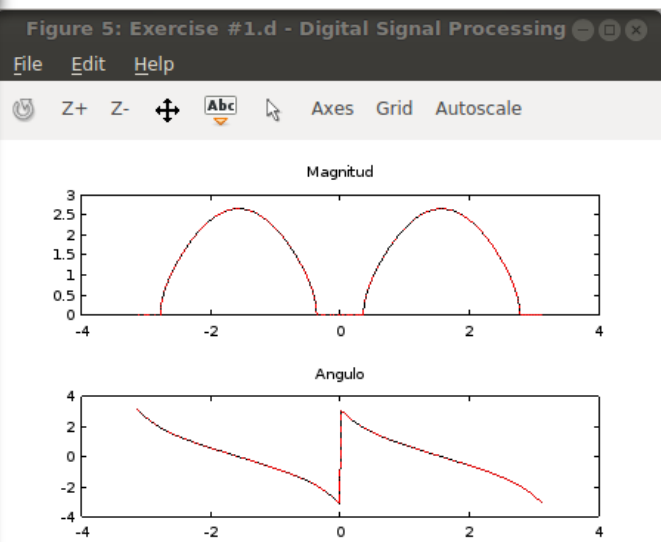 Figure 5: Exercise #1.d - Digital Signal Processing
File Edit Help
Z+ Z- Abc Axes Grid Autoscale
Magnitud
3
2.5
2
1.5
1
0.5
0
-4 -2 0 2 4
Angulo
4
2
0
-2
-4
-4 -2 0 2 4